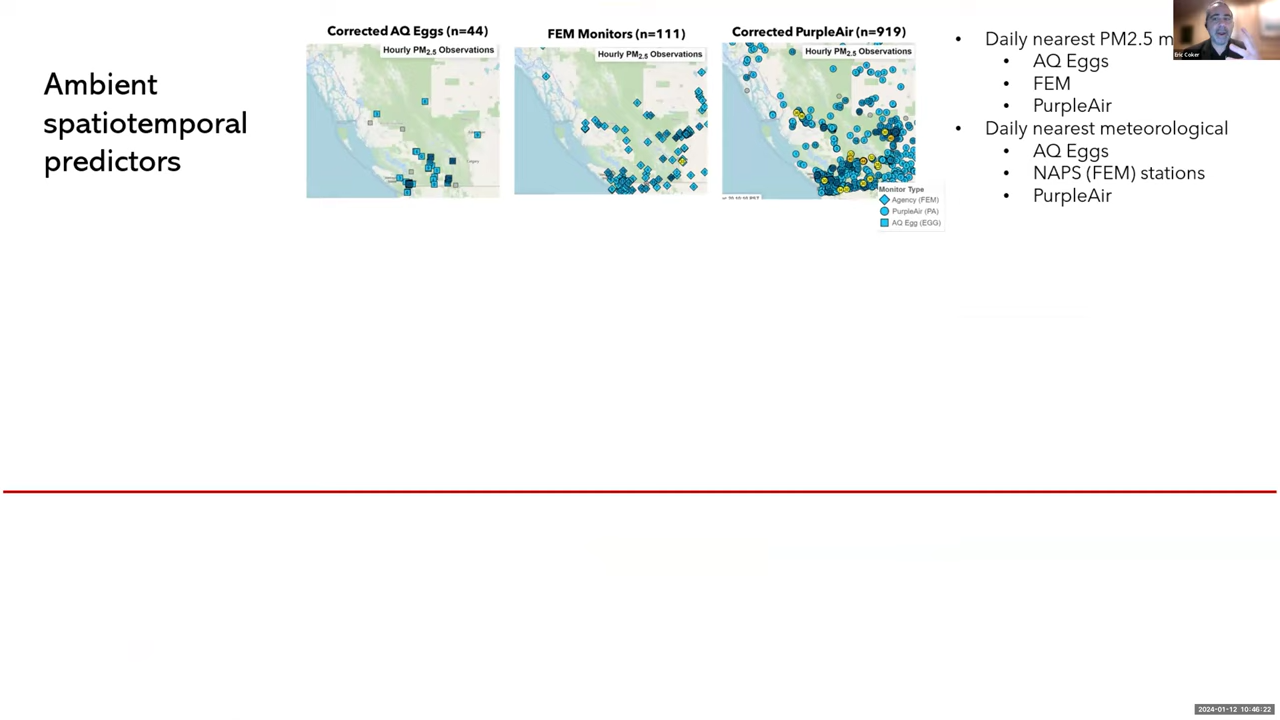 Ambient
spatiotemporal
predictors
Corrected AQ Eggs (n=44)
Hourly PM2.5 Observations
FEM Monitors (n=111)
Hourly PM2.5 Observations
Corrected PurpleAir (n=919)
Hourly PM2.5 Observations
Monitor Type
Agency (FEM)
PurpleAir (PA)
AQ Egg (EGG)
• Daily nearest PM2.5 m
• AQ Eggs
• FEM
• PurpleAir
• Daily nearest meteorological
• AQ Eggs
• NAPS (FEM) stations
• PurpleAir
Eric Coker
2024-01-12 10:46:22